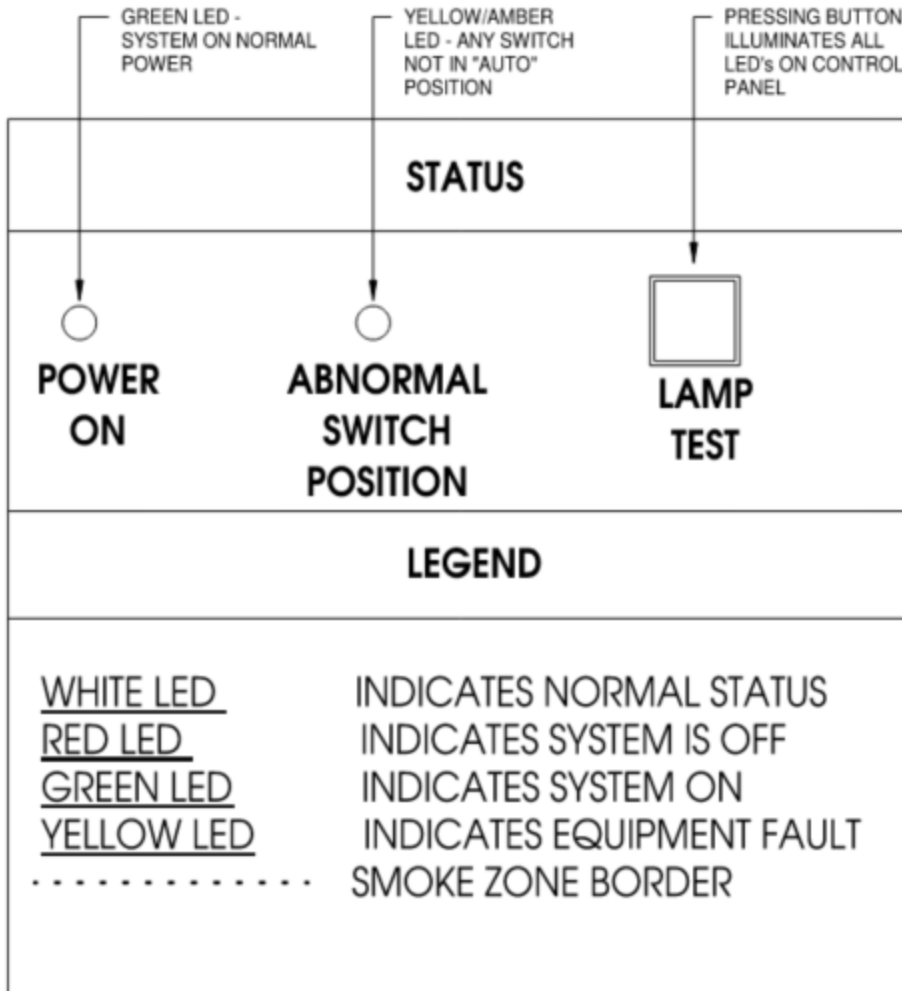 GREEN LED -
SYSTEM ON NORMAL
POWER
YELLOW/AMBER
LED - ANY SWITCH
NOT IN "AUTO"
POSITION
PRESSING BUTTON
ILLUMINATES ALL
LED's ON CONTROL
PANEL
STATUS
POWER
ON
ABNORMAL
SWITCH
POSITION
LAMP
TEST
LEGEND
WHITE LED INDICATES NORMAL STATUS
RED LED INDICATES SYSTEM IS OFF
GREEN LED INDICATES SYSTEM ON
YELLOW LED INDICATES EQUIPMENT FAULT
SMOKE ZONE BORDER